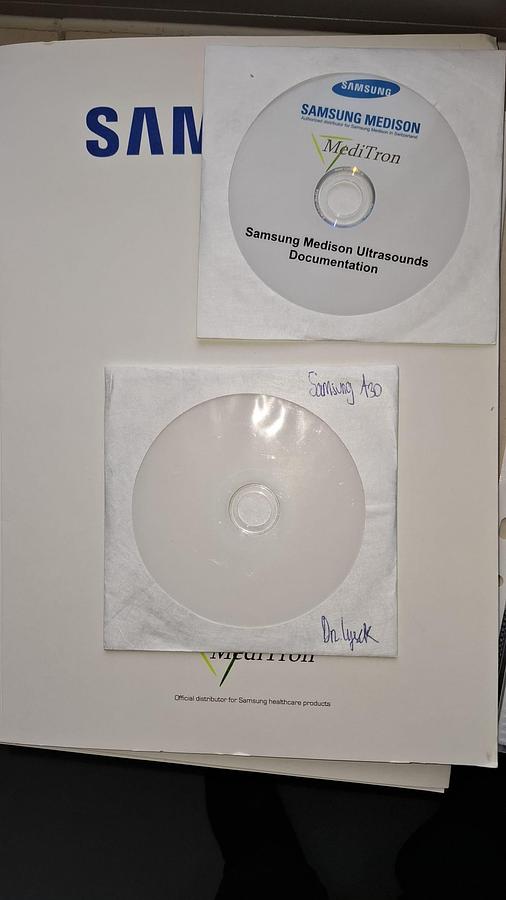 SAM
SAMSUNG
SAMSUNG MEDISON
Authorized distributor for Samsung Medison in Switzerland
MediTron
Samsung Medison Ultrasounds
Documentation
Samsung A30
Dr. Lysek
MediTron
Official distributor for Samsung healthcare products